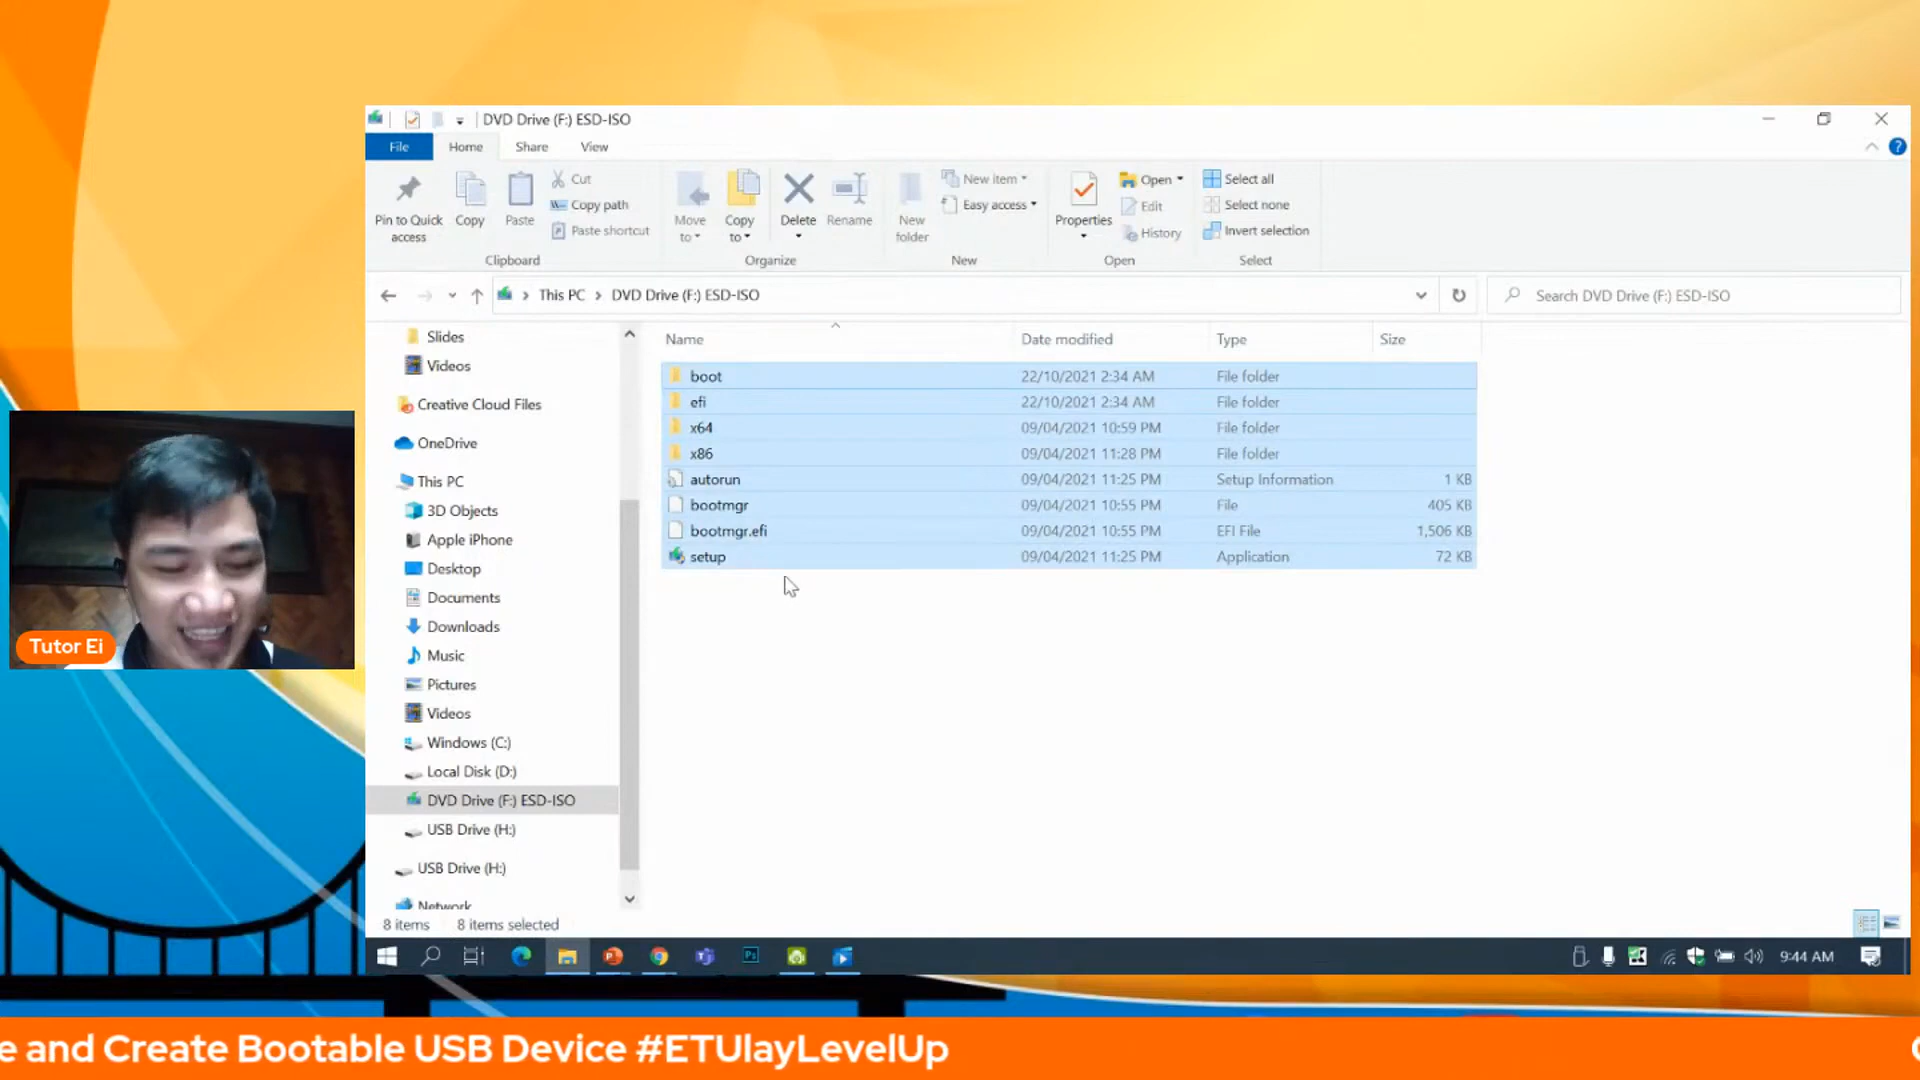 DVD Drive (F:) ESD-ISO
File Home Share View
Pin to Quick access
Copy
Paste
Cut
Copy path
Paste shortcut
Clipboard
Move to
Copy to
Delete
Rename
Organize
New folder
New item
Easy access
New
Properties
Open
Edit
History
Open
Select all
Select none
Invert selection
Select
This PC > DVD Drive (F:) ESD-ISO
Search DVD Drive (F:) ESD-ISO
Slides
Videos
Creative Cloud Files
OneDrive
This PC
3D Objects
Apple iPhone
Desktop
Documents
Downloads
Music
Pictures
Videos
Windows (C:)
Local Disk (D:)
DVD Drive (F:) ESD-ISO
USB Drive (H:)
USB Drive (H:)
Network
Name Date modified Type Size
boot 22/10/2021 2:34 AM File folder
efi 22/10/2021 2:34 AM File folder
x64 09/04/2021 10:59 PM File folder
x86 09/04/2021 11:28 PM File folder
autorun 09/04/2021 11:25 PM Setup Information 1 KB
bootmgr 09/04/2021 10:55 PM File 405 KB
bootmgr.efi 09/04/2021 10:55 PM EFI File 1,506 KB
setup 09/04/2021 11:25 PM Application 72 KB
8 items 8 items selected
9:44 AM
Tutor Ei
e and Create Bootable USB Device #ETUlayLevelUp